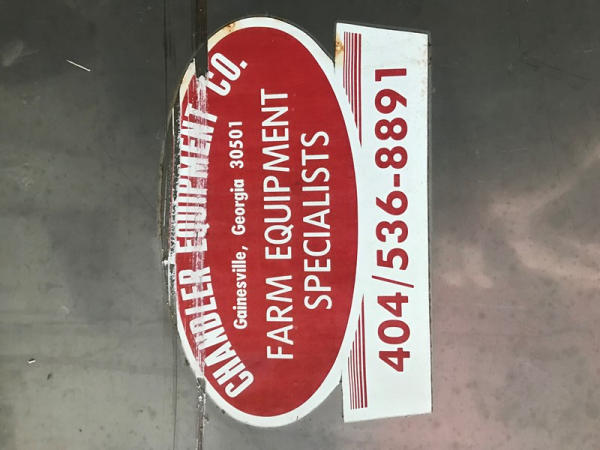 CHANDLER EQUIPMENT CO.
Gainesville, Georgia 30501
FARM EQUIPMENT
SPECIALISTS
404/536-8891